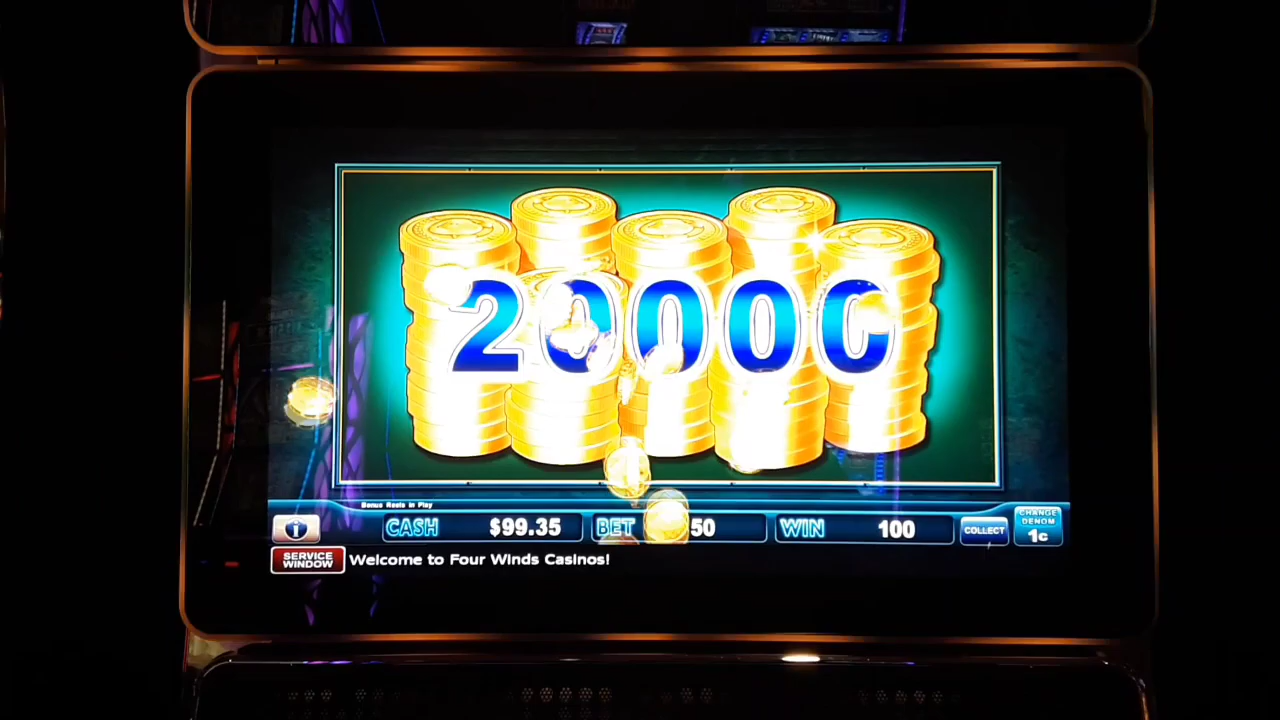 20000
Bonus Reels in Play
CASH $99.35 BET 50 WIN 100 COLLECT
CHANGE
DENOM
1¢
SERVICE
WINDOW
Welcome to Four Winds Casinos!